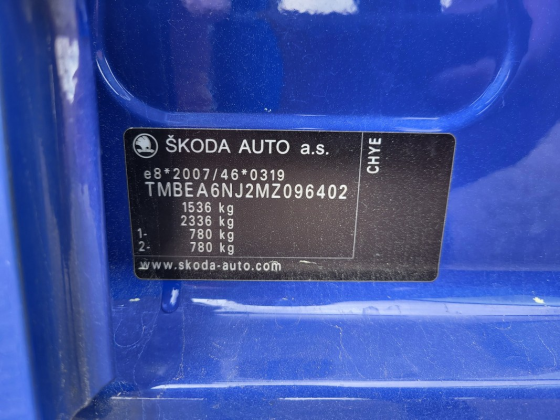 ŠKODA AUTO a.s.
e8*2007/46*0319
TMBEA6NJ2MZ096402
1536 kg
2336 kg
1- 780 kg
2- 780 kg
www.skoda-auto.com
CHYE